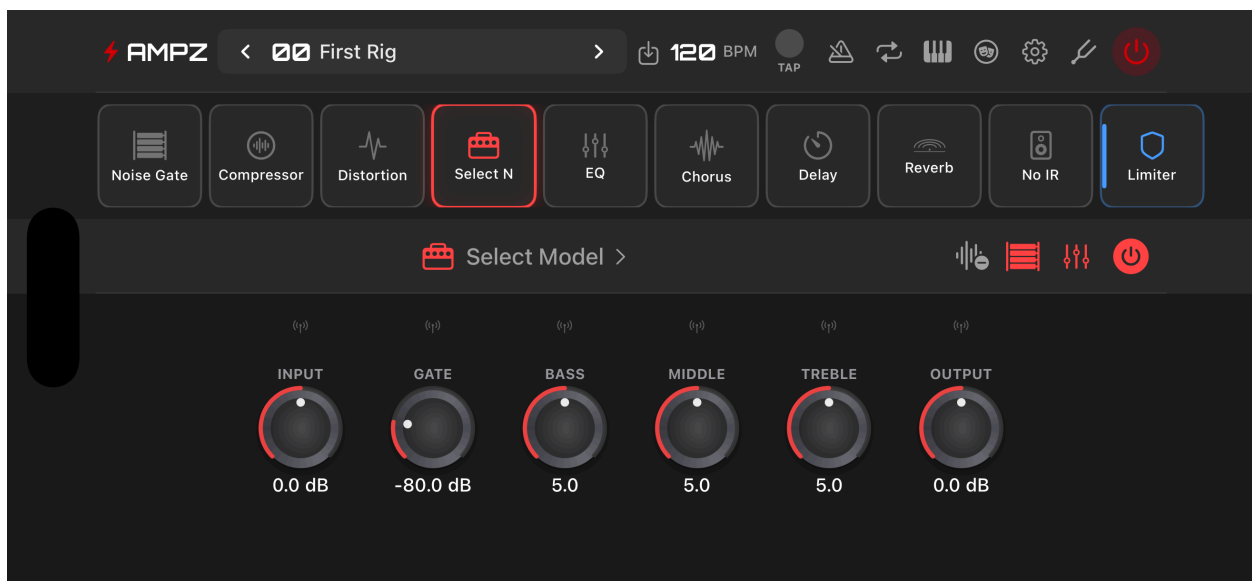 AMPZ < 00 First Rig > 120 BPM TAP
Noise Gate Compressor Distortion Select N EQ Chorus Delay Reverb No IR Limiter
Select Model >
INPUT GATE BASS MIDDLE TREBLE OUTPUT
0.0 dB -80.0 dB 5.0 5.0 5.0 0.0 dB